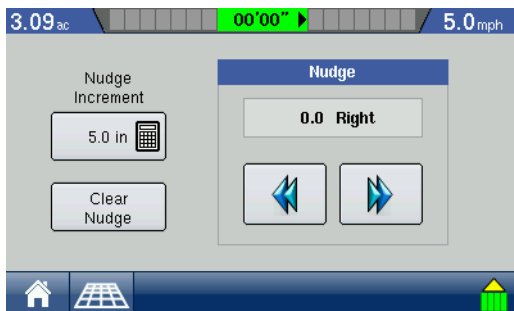 3.09 ac
00'00"
5.0 mph
Nudge
Increment
5.0 in
Clear
Nudge
Nudge
0.0 Right